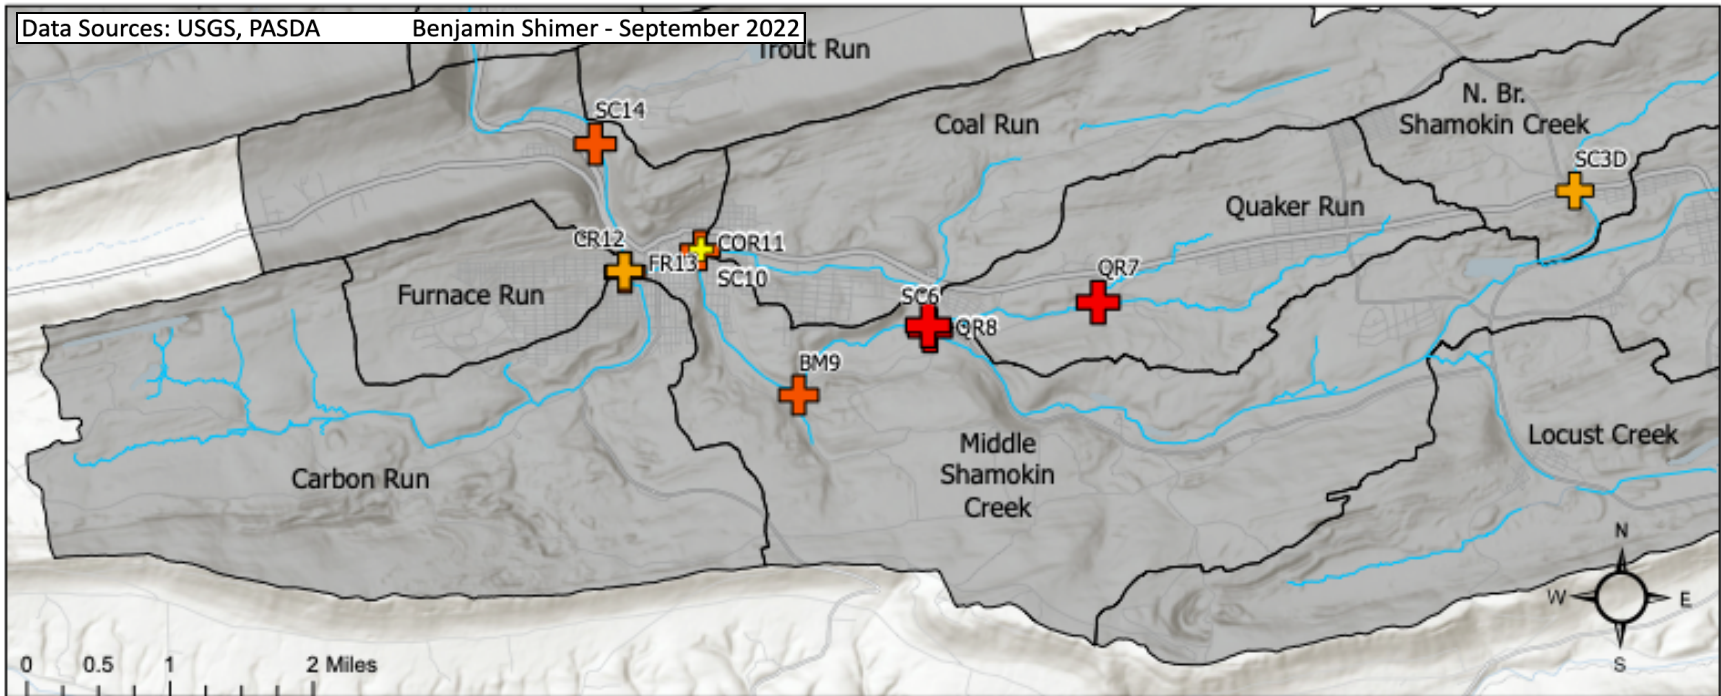 Data Sources: USGS, PASDA Benjamin Shimer - September 2022
Trout Run
SC14
Coal Run
N. Br.
Shamokin Creek
SC3D
Quaker Run
CR12
COR11
FR13
SC10
QR7
Furnace Run
SC6
QR8
BM9
Middle
Shamokin
Creek
Locust Creek
Carbon Run
N
W
E
S
0 0.5 1 2 Miles